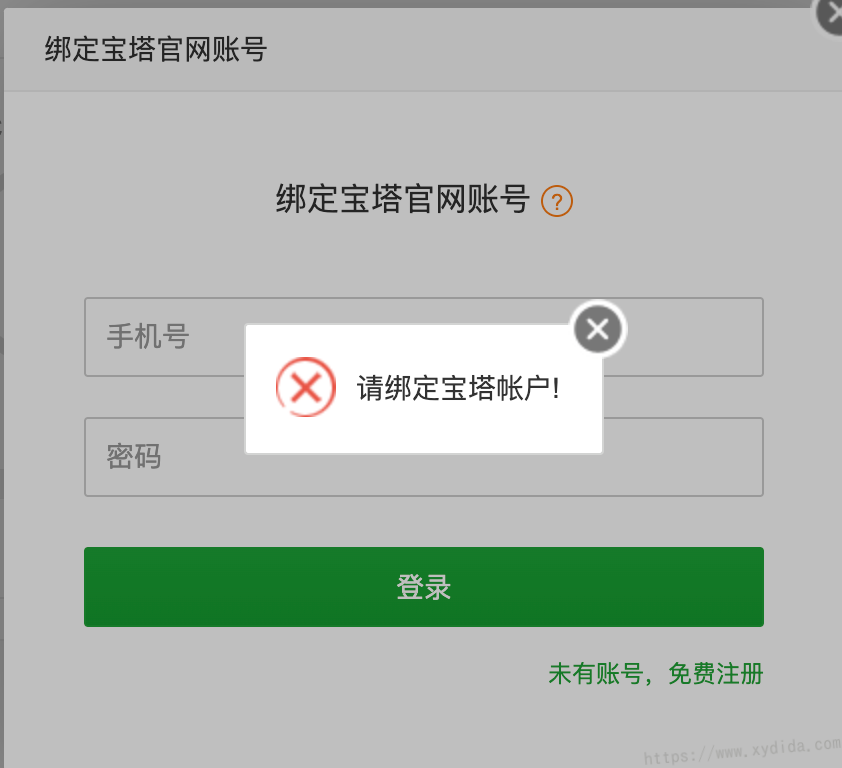 绑定宝塔官网账号
绑定宝塔官网账号 ?
手机号
请绑定宝塔帐户!
密码
登录
未有账号，免费注册
https://www.xydida.com